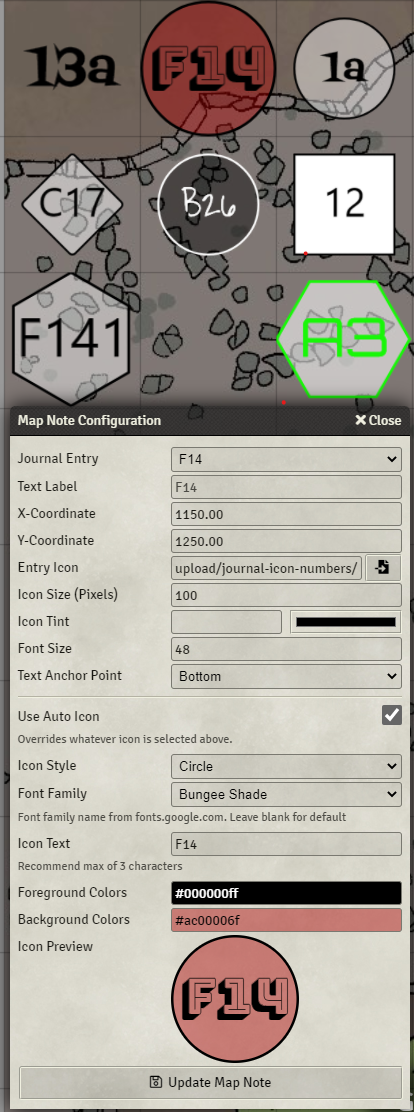 13a F14 1a
C17 B26 12
F141 A3
Map Note Configuration Close
Journal Entry F14
Text Label F14
X-Coordinate 1150.00
Y-Coordinate 1250.00
Entry Icon upload/journal-icon-numbers/
Icon Size (Pixels) 100
Icon Tint
Font Size 48
Text Anchor Point Bottom
Use Auto Icon
Overrides whatever icon is selected above.
Icon Style Circle
Font Family Bungee Shade
Font family name from fonts.google.com. Leave blank for default
Icon Text F14
Recommend max of 3 characters
Foreground Colors #000000ff
Background Colors #ac00006f
Icon Preview F14
Update Map Note